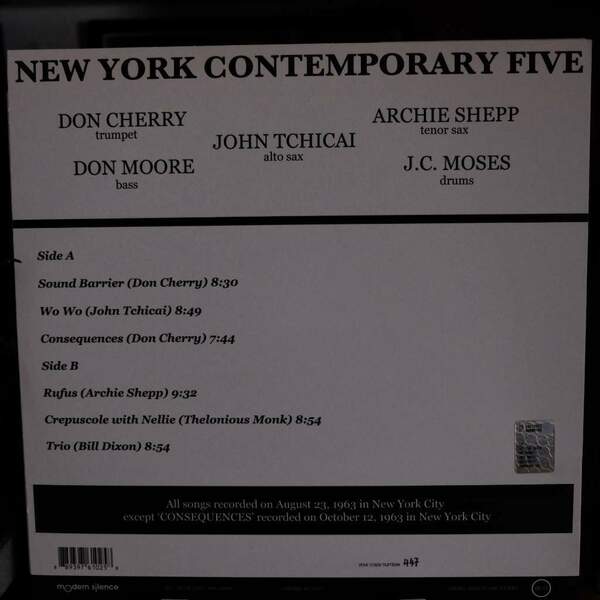 NEW YORK CONTEMPORARY FIVE
DON CHERRY
trumpet
ARCHIE SHEPP
tenor sax
JOHN TCHICAI
alto sax
DON MOORE
bass
J.C. MOSES
drums
Side A
Sound Barrier (Don Cherry) 8:30
Wo Wo (John Tchicai) 8:49
Consequences (Don Cherry) 7:44
Side B
Rufus (Archie Shepp) 9:32
Crepuscole with Nellie (Thelonious Monk) 8:54
Trio (Bill Dixon) 8:54
All songs recorded on August 23, 1963 in New York City
except 'CONSEQUENCES' recorded on October 12, 1963 in New York City
modern silence